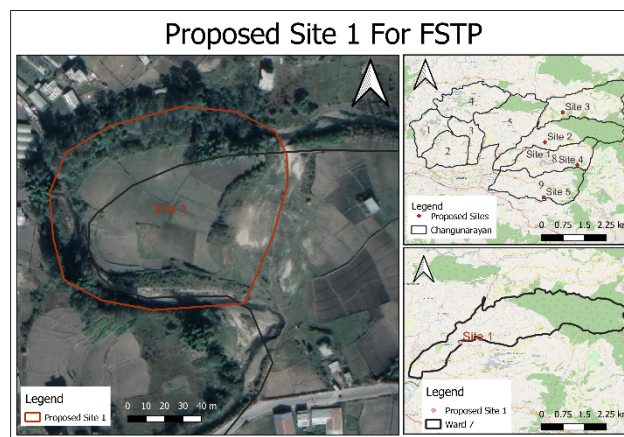 Proposed Site 1 For FSTP
Site 1
Legend
Proposed Site 1
0 10 20 30 40 m
1
2
3
4
5
Site 3
Site 2
Site 1
8
Site 4
9
Site 5
Legend
Proposed Sites
Changunarayan
0 0.75 1.5 2.25 km
Site 1
Legend
Proposed Site 1
Ward 7
0 0.75 1.5 2.25 km